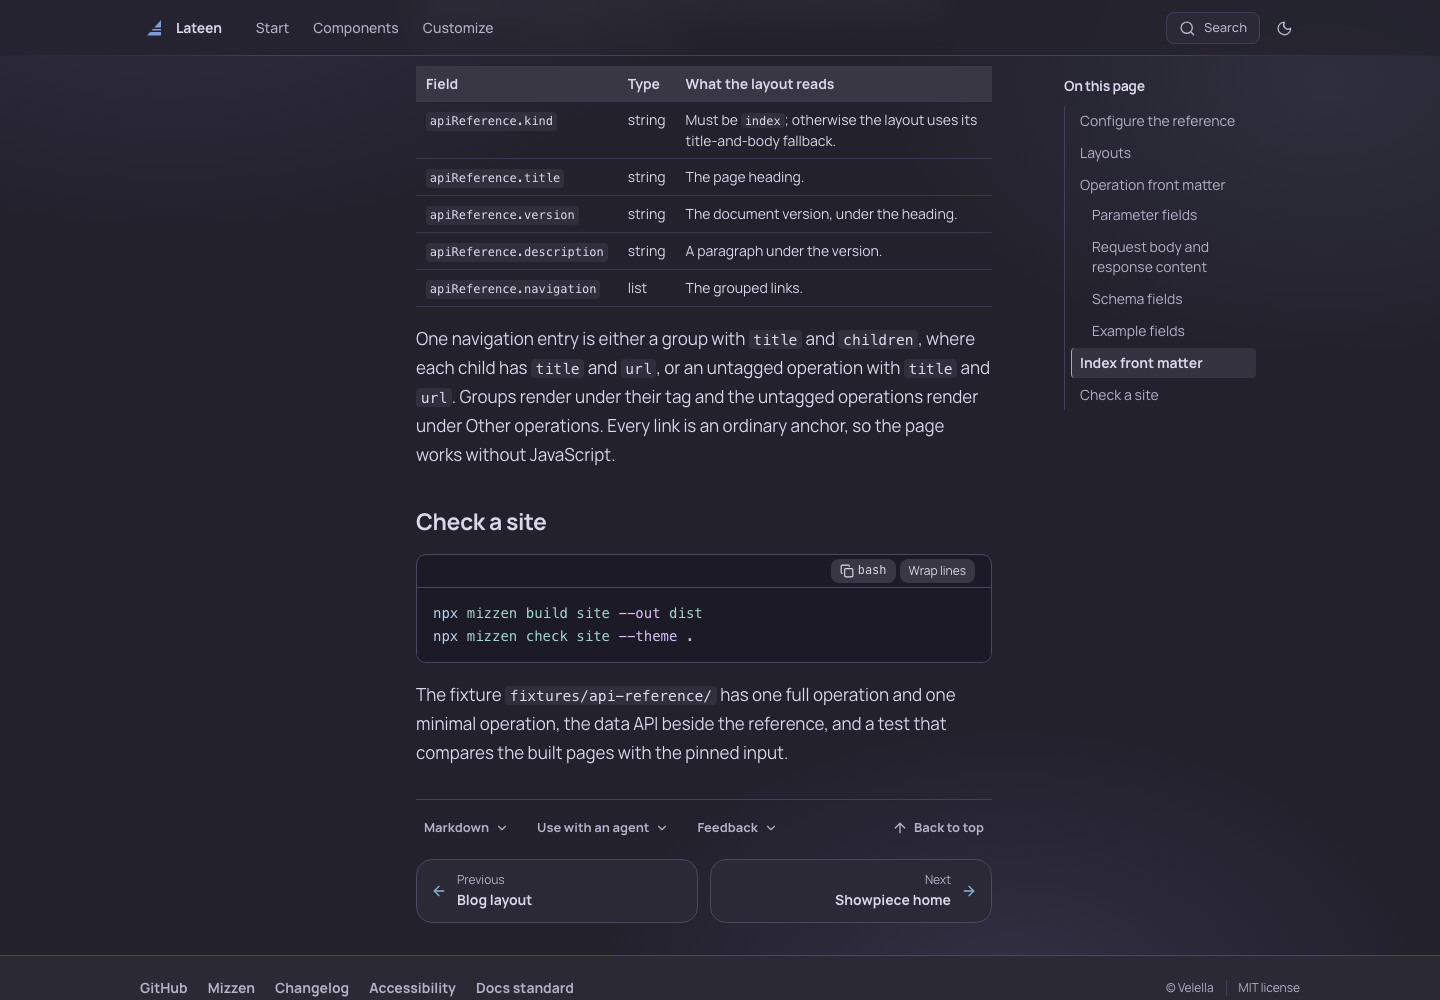 Lateen Start Components Customize Search
Field Type What the layout reads
apiReference.kind string Must be index; otherwise the layout uses its
title-and-body fallback.
apiReference.title string The page heading.
apiReference.version string The document version, under the heading.
apiReference.description string A paragraph under the version.
apiReference.navigation list The grouped links.
One navigation entry is either a group with title and children, where
each child has title and url, or an untagged operation with title and
url. Groups render under their tag and the untagged operations render
under Other operations. Every link is an ordinary anchor, so the page
works without JavaScript.
Check a site
bash Wrap lines
npx mizzen build site --out dist
npx mizzen check site --theme .
The fixture fixtures/api-reference/ has one full operation and one
minimal operation, the data API beside the reference, and a test that
compares the built pages with the pinned input.
Markdown Use with an agent Feedback Back to top
Previous
Blog layout
Next
Showpiece home
On this page
Configure the reference
Layouts
Operation front matter
Parameter fields
Request body and
response content
Schema fields
Example fields
Index front matter
Check a site
GitHub Mizzen Changelog Accessibility Docs standard © Velella MIT license